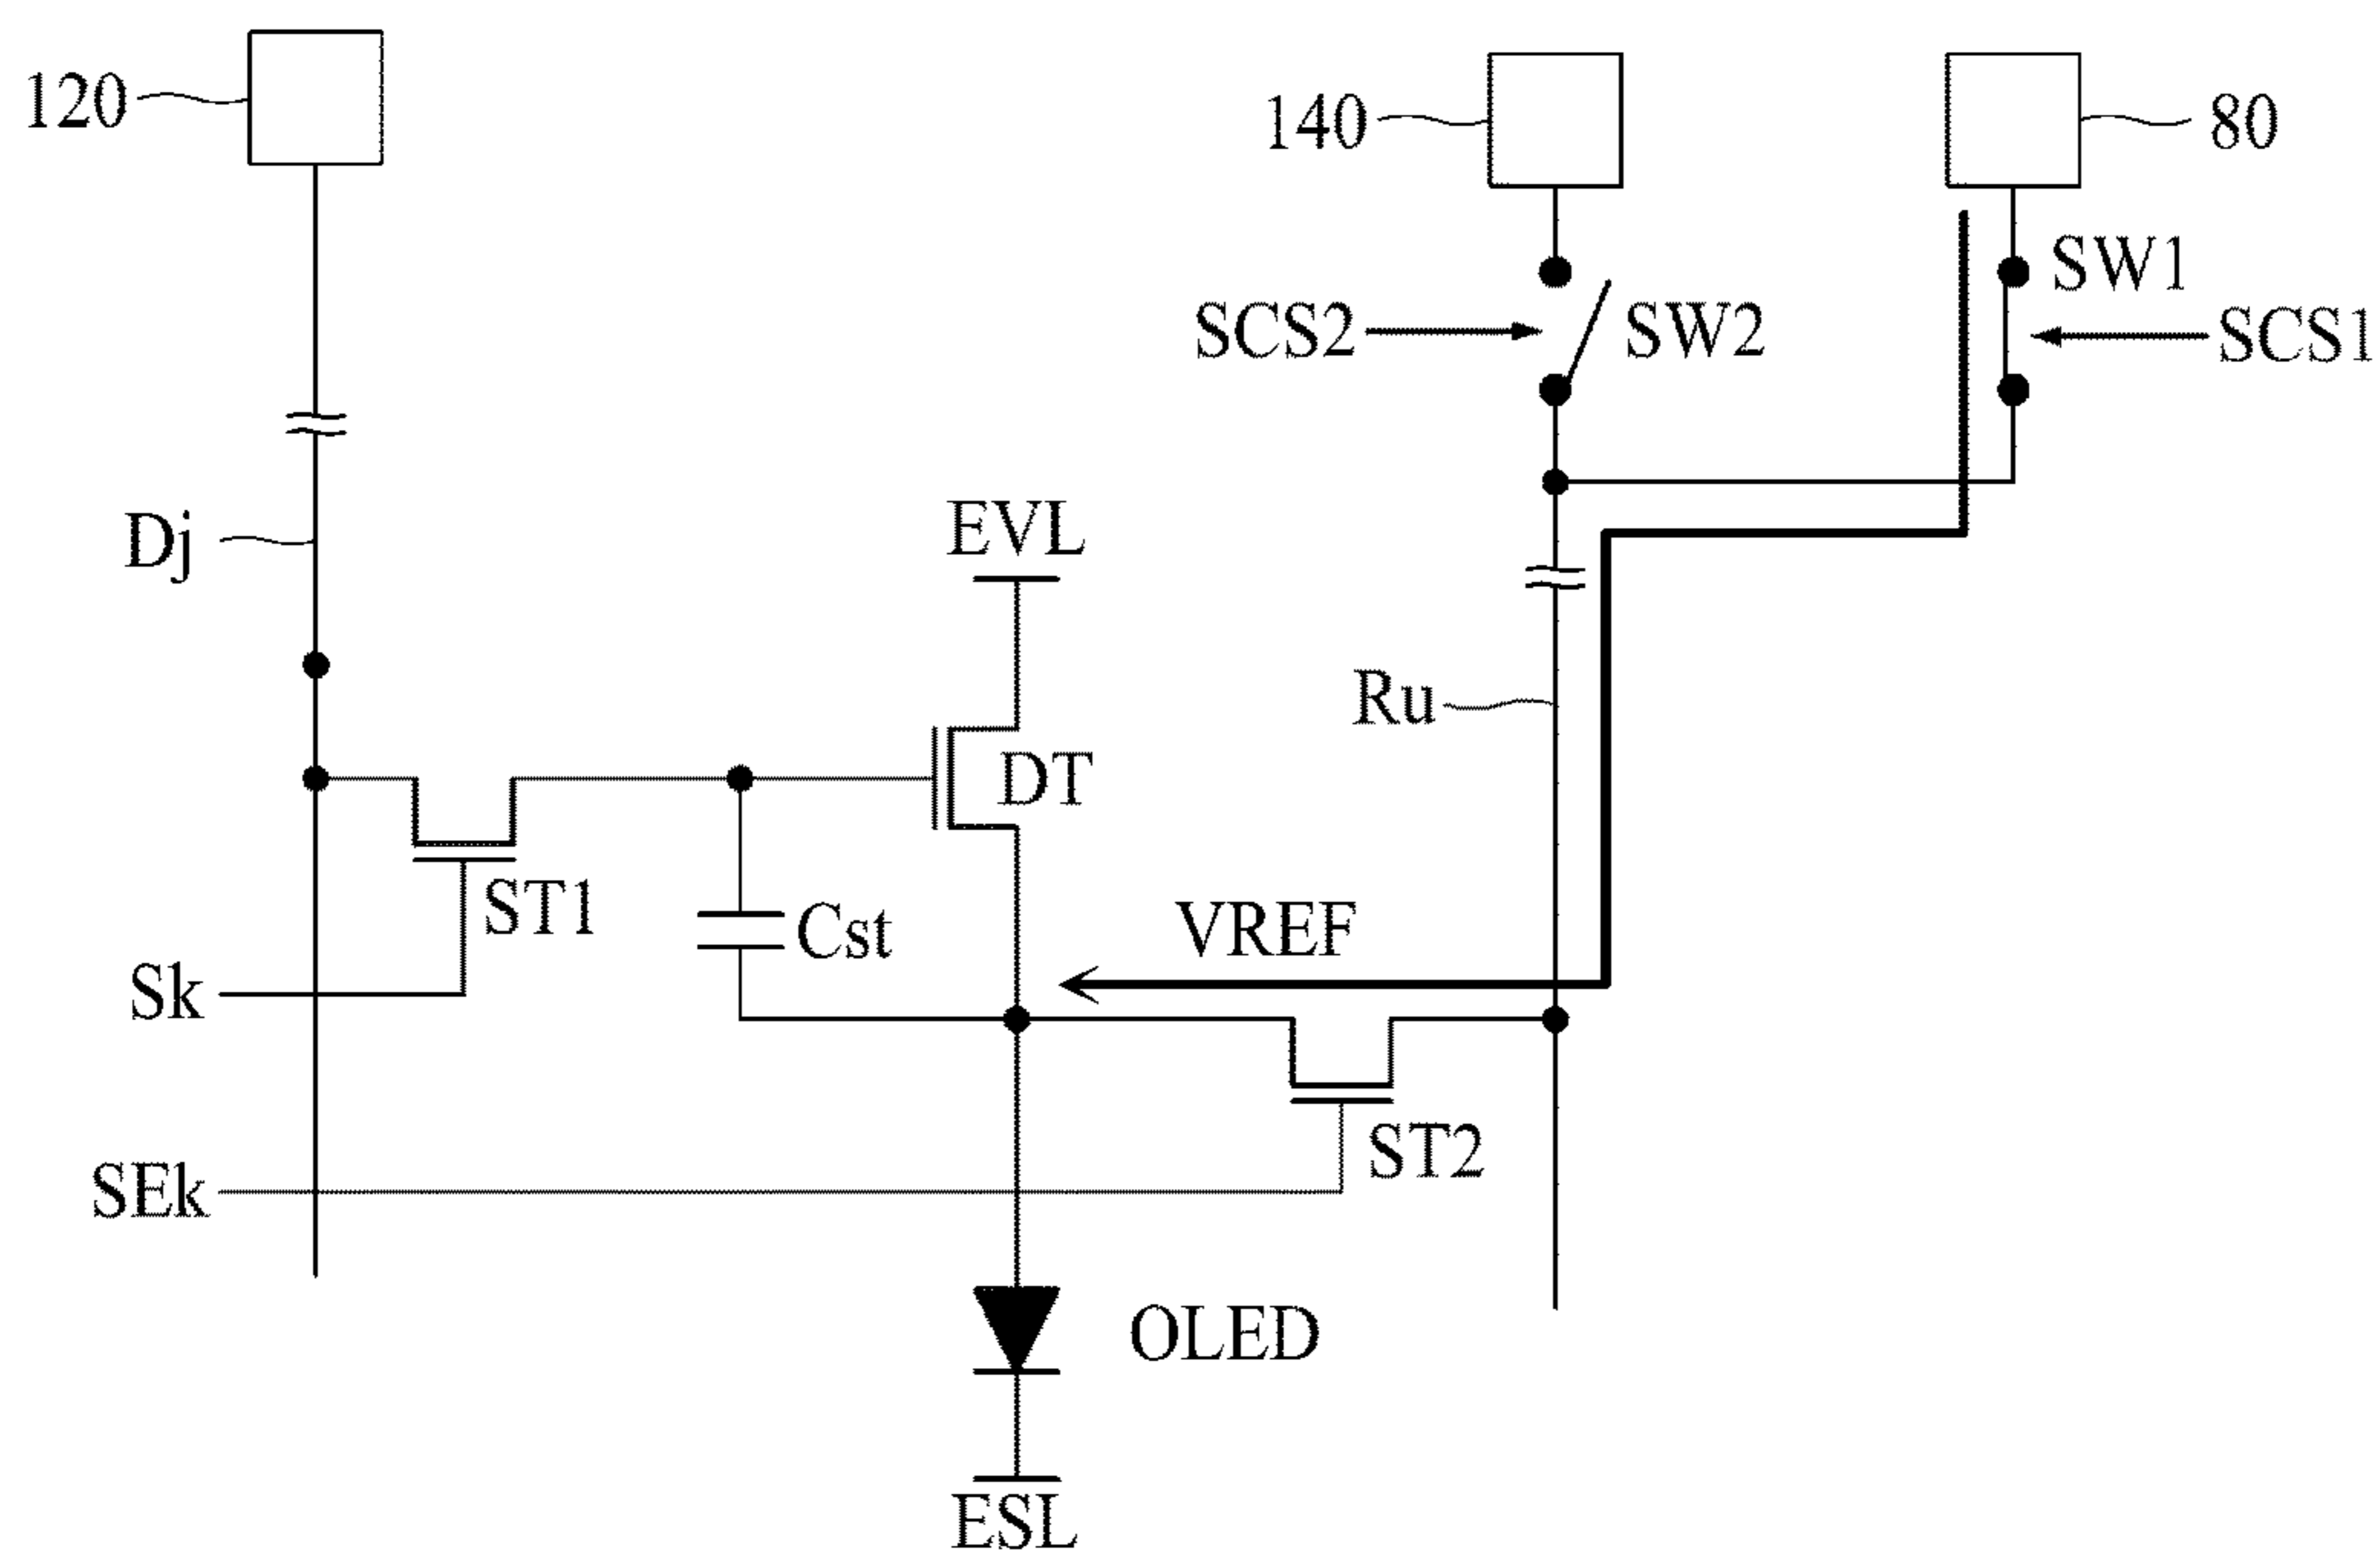 120
140
80
SW1
SCS2
SW2
SCS1
Dj
EVL
Ru
DT
ST1
Cst
VREF
Sk
ST2
SEk
OLED
ESL